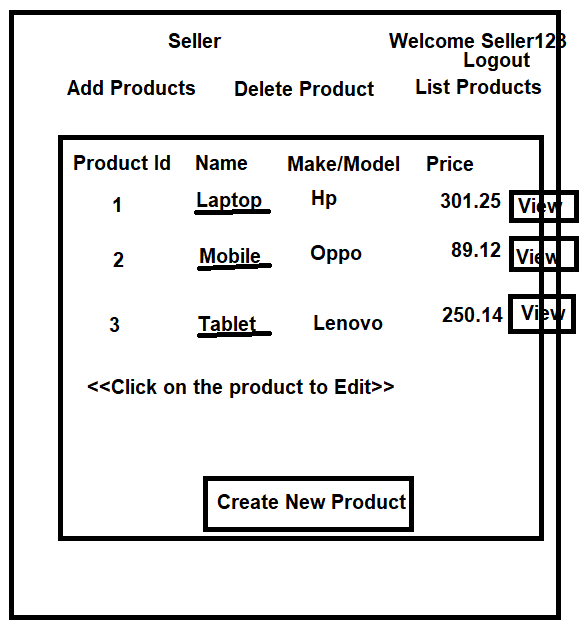 Seller Welcome Seller123
Logout
Add Products Delete Product List Products
Product Id Name Make/Model Price
1 Laptop Hp 301.25 View
2 Mobile Oppo 89.12 View
3 Tablet Lenovo 250.14 View
<<Click on the product to Edit>>
Create New Product